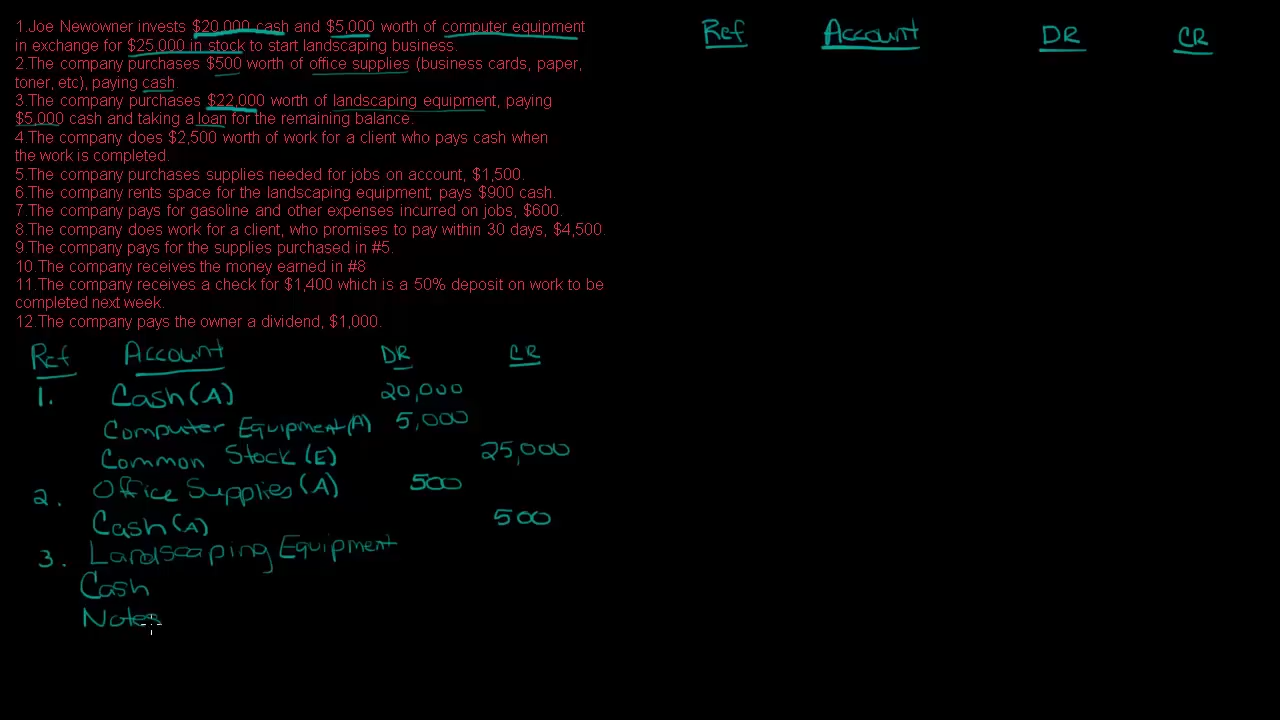 1.Joe Newowner invests $20,000 cash and $5,000 worth of computer equipment
in exchange for $25,000 in stock to start landscaping business.
2.The company purchases $500 worth of office supplies (business cards, paper,
toner, etc), paying cash.
3.The company purchases $22,000 worth of landscaping equipment, paying
$5,000 cash and taking a loan for the remaining balance.
4.The company does $2,500 worth of work for a client who pays cash when
the work is completed.
5.The company purchases supplies needed for jobs on account, $1,500.
6.The company rents space for the landscaping equipment; pays $900 cash.
7.The company pays for gasoline and other expenses incurred on jobs, $600.
8.The company does work for a client, who promises to pay within 30 days, $4,500.
9.The company pays for the supplies purchased in #5.
10.The company receives the money earned in #8
11.The company receives a check for $1,400 which is a 50% deposit on work to be
completed next week.
12.The company pays the owner a dividend, $1,000.
Ref Account DR CR
1. Cash (A) 20,000
Computer Equipment (A) 5,000
Common Stock (E) 25,000
2. Office Supplies (A) 500
Cash (A) 500
3. Landscaping Equipment
Cash
Notes
Ref Account DR CR